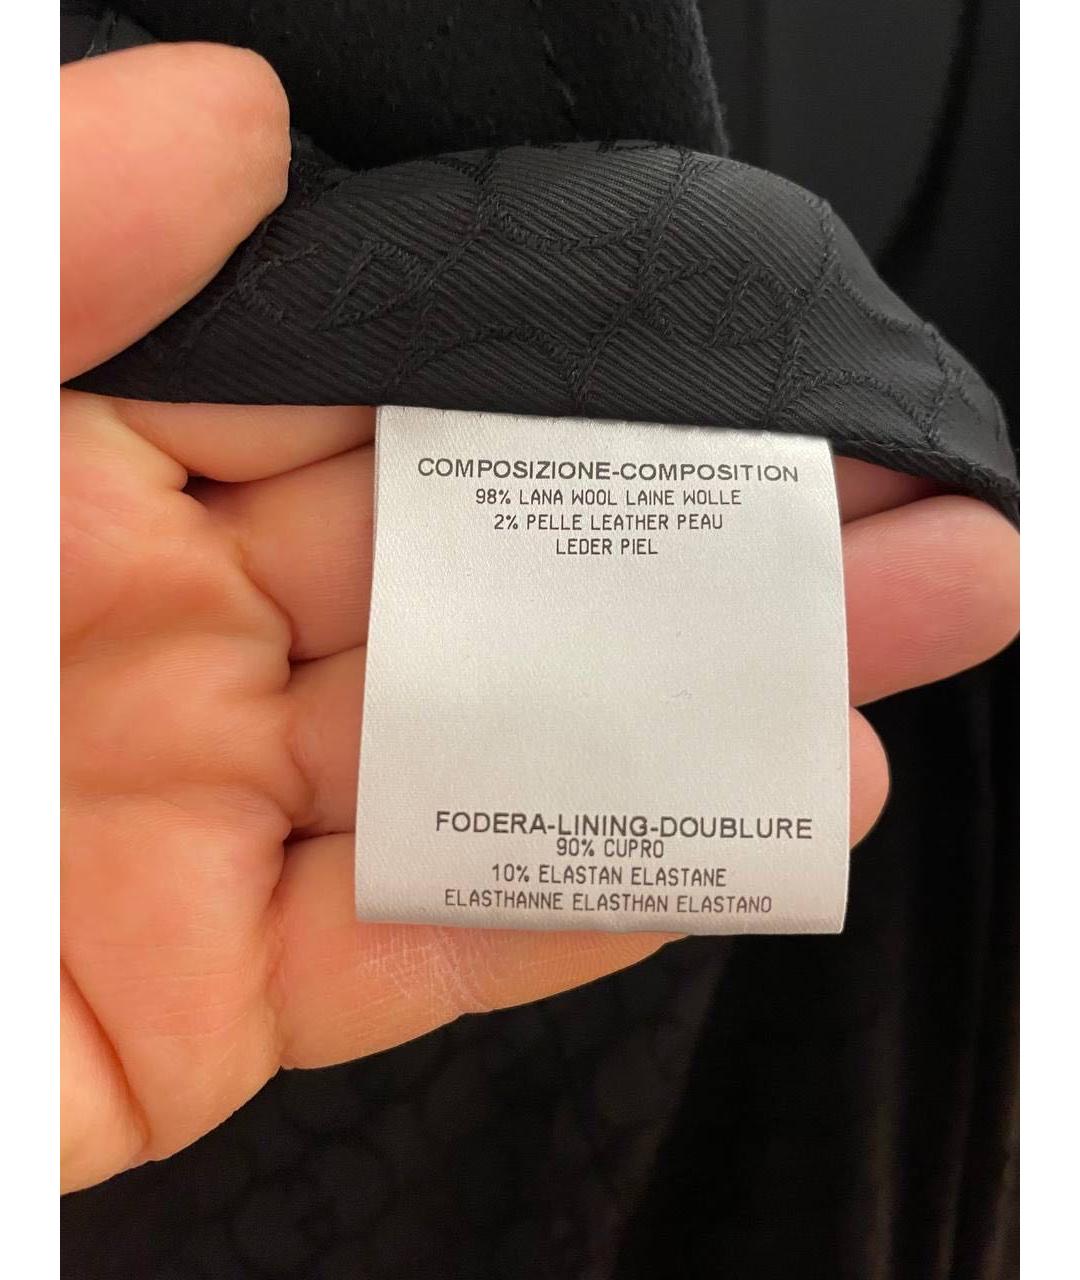 COMPOSIZIONE-COMPOSITION
98% LANA WOOL LAINE WOLLE
2% PELLE LEATHER PEAU
LEDER PIEL
FODERA-LINING-DOUBLURE
90% CUPRO
10% ELASTAN ELASTANE
ELASTHANNE ELASTHAN ELASTANO